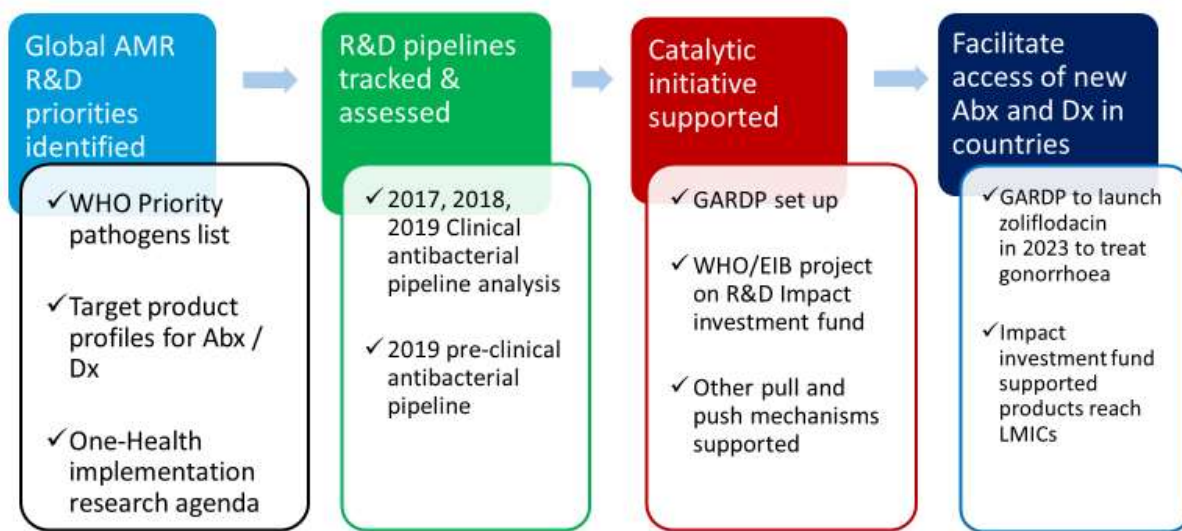 Global AMR
R&D
priorities
identified
✓WHO Priority
pathogens list
✓Target product
profiles for Abx /
Dx
✓One-Health
implementation
research agenda
R&D pipelines
tracked &
assessed
✓2017, 2018,
2019 Clinical
antibacterial
pipeline analysis
✓2019 pre-clinical
antibacterial
pipeline
Catalytic
initiative
supported
✓GARDP set up
✓WHO/EIB project
on R&D Impact
investment fund
✓Other pull and
push mechanisms
supported
Facilitate
access of new
Abx and Dx in
countries
✓GARDP to launch
zoliflodacin
in 2023 to treat
gonorrhoea
✓Impact
investment fund
supported
products reach
LMICs